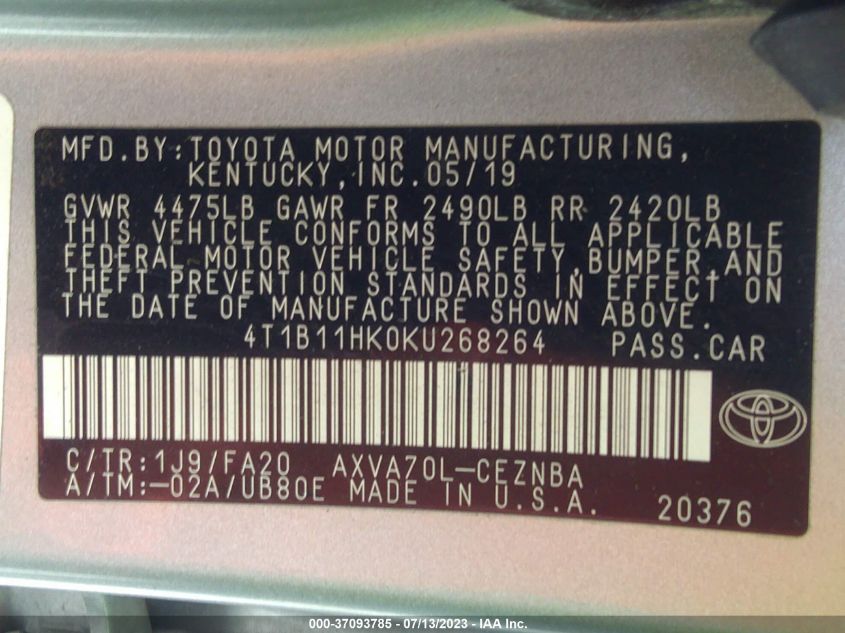 MFD.BY:TOYOTA MOTOR MANUFACTURING,
KENTUCKY,INC.05/19
GVWR 4475LB GAWR FR 2490LB RR 2420LB
THIS VEHICLE CONFORMS TO ALL APPLICABLE
FEDERAL MOTOR VEHICLE SAFETY,BUMPER,AND
THEFT PREVENTION STANDARDS IN EFFECT ON
THE DATE OF MANUFACTURE SHOWN ABOVE.
4T1B11HK0KU268264 PASS.CAR
C/TR:1J9/FA20 AXVA70L-CEZNBA
A/TM:-02A/UB80E MADE IN U.S.A. 20376
000-37093785 - 07/13/2023 - IAA Inc.